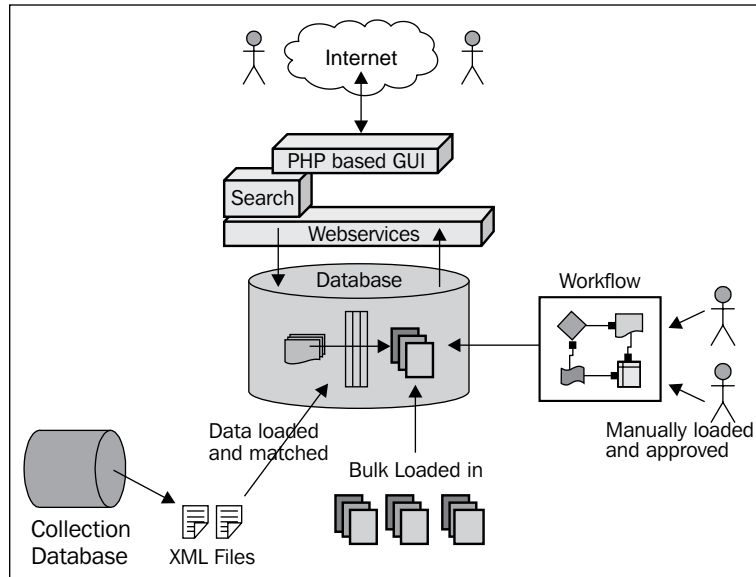 Internet
PHP based GUI
Search
Webservices
Database
Workflow
Data loaded
and matched
Manually loaded
and approved
Bulk Loaded in
Collection
Database
XML Files